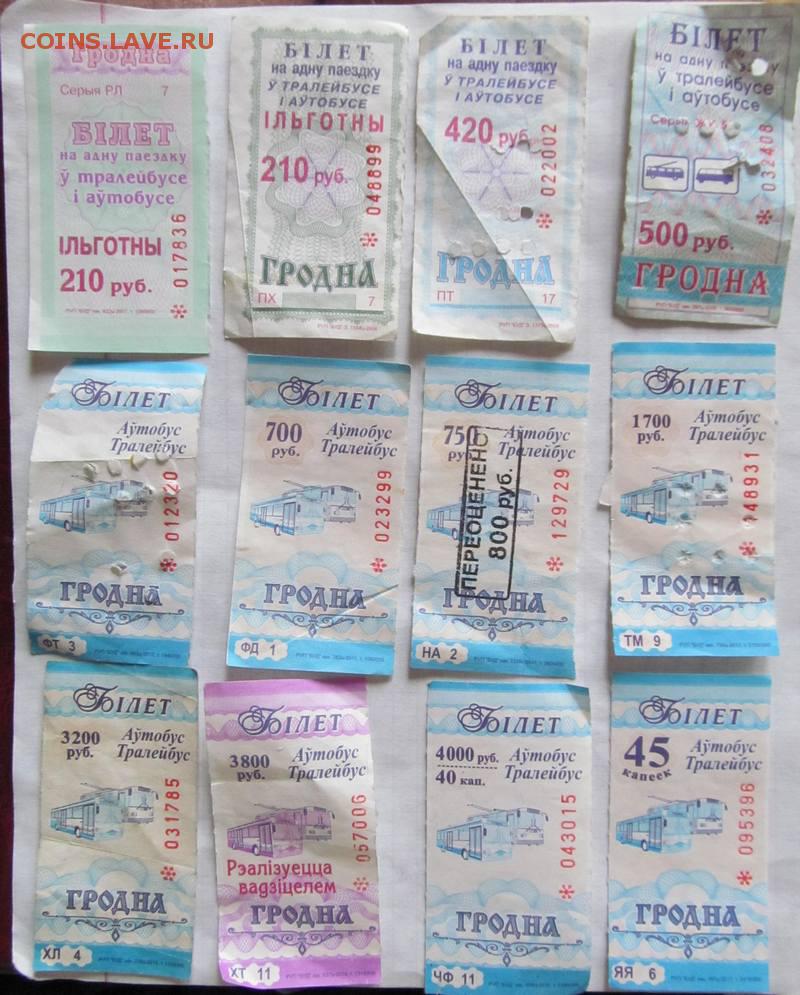 COINS.LAVE.RU
Гродна
Серыя РЛ 7
БІЛЕТ
на адну паездку
ў тралейбусе
і аўтобусе
ІЛЬГОТНЫ
210 руб.
017836
БІЛЕТ
на адну паездку
Ў ТРАЛЕЙБУСЕ
І АЎТОБУСЕ
ІЛЬГОТНЫ
210 руб.
048899
ГРОДНА
ПХ 7
БІЛЕТ
на адну паездку
Ў ТРАЛЕЙБУСЕ
І АЎТОБУСЕ
420 руб.
022002
ГРОДНА
ПТ 17
БІЛЕТ
на адну паездку
ў тралейбусе
і аўтобусе
Серыя
032408
500 руб.
ГРОДНА
БІЛЕТ
Аўтобус
Тралейбус
012320
ГРОДНА
ФТ 3
БІЛЕТ
700 руб.
Аўтобус
Тралейбус
023299
ГРОДНА
ФД 1
БІЛЕТ
750 руб.
Аўтобус
Тралейбус
ПЕРЕОЦЕНЕНО
800 руб.
129729
ГРОДНА
НА 2
БІЛЕТ
1700 руб.
Аўтобус
Тралейбус
148931
ГРОДНА
ТМ 9
БІЛЕТ
3200 руб.
Аўтобус
Тралейбус
031785
ГРОДНА
ХЛ 4
БІЛЕТ
3800 руб.
Аўтобус
Тралейбус
057006
Рэалізуецца
вадзіцелем
ГРОДНА
ХТ 11
БІЛЕТ
4000 руб.
40 кап.
Аўтобус
Тралейбус
043015
ГРОДНА
ЧФ 11
БІЛЕТ
45 капеек
Аўтобус
Тралейбус
095396
ГРОДНА
ЯЯ 6